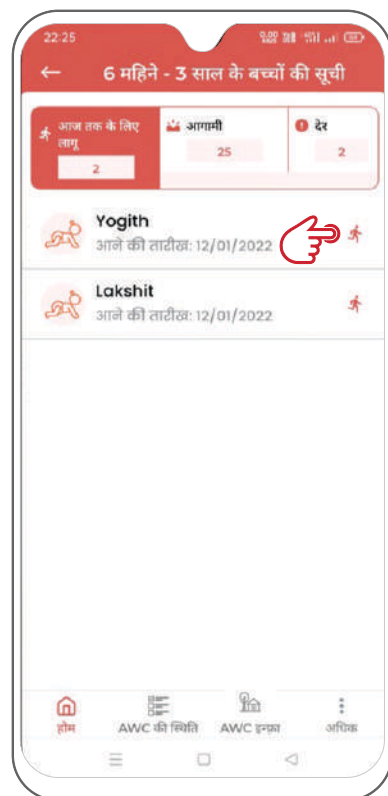 22:25
← 6 महिने - 3 साल के बच्चों की सूची
आज तक के लिए लागू
2
आगामी
25
देर
2
Yogith
आने की तारीख: 12/01/2022
Lakshit
आने की तारीख: 12/01/2022
होम
AWC की स्थिति
AWC इन्फ्रा
अधिक